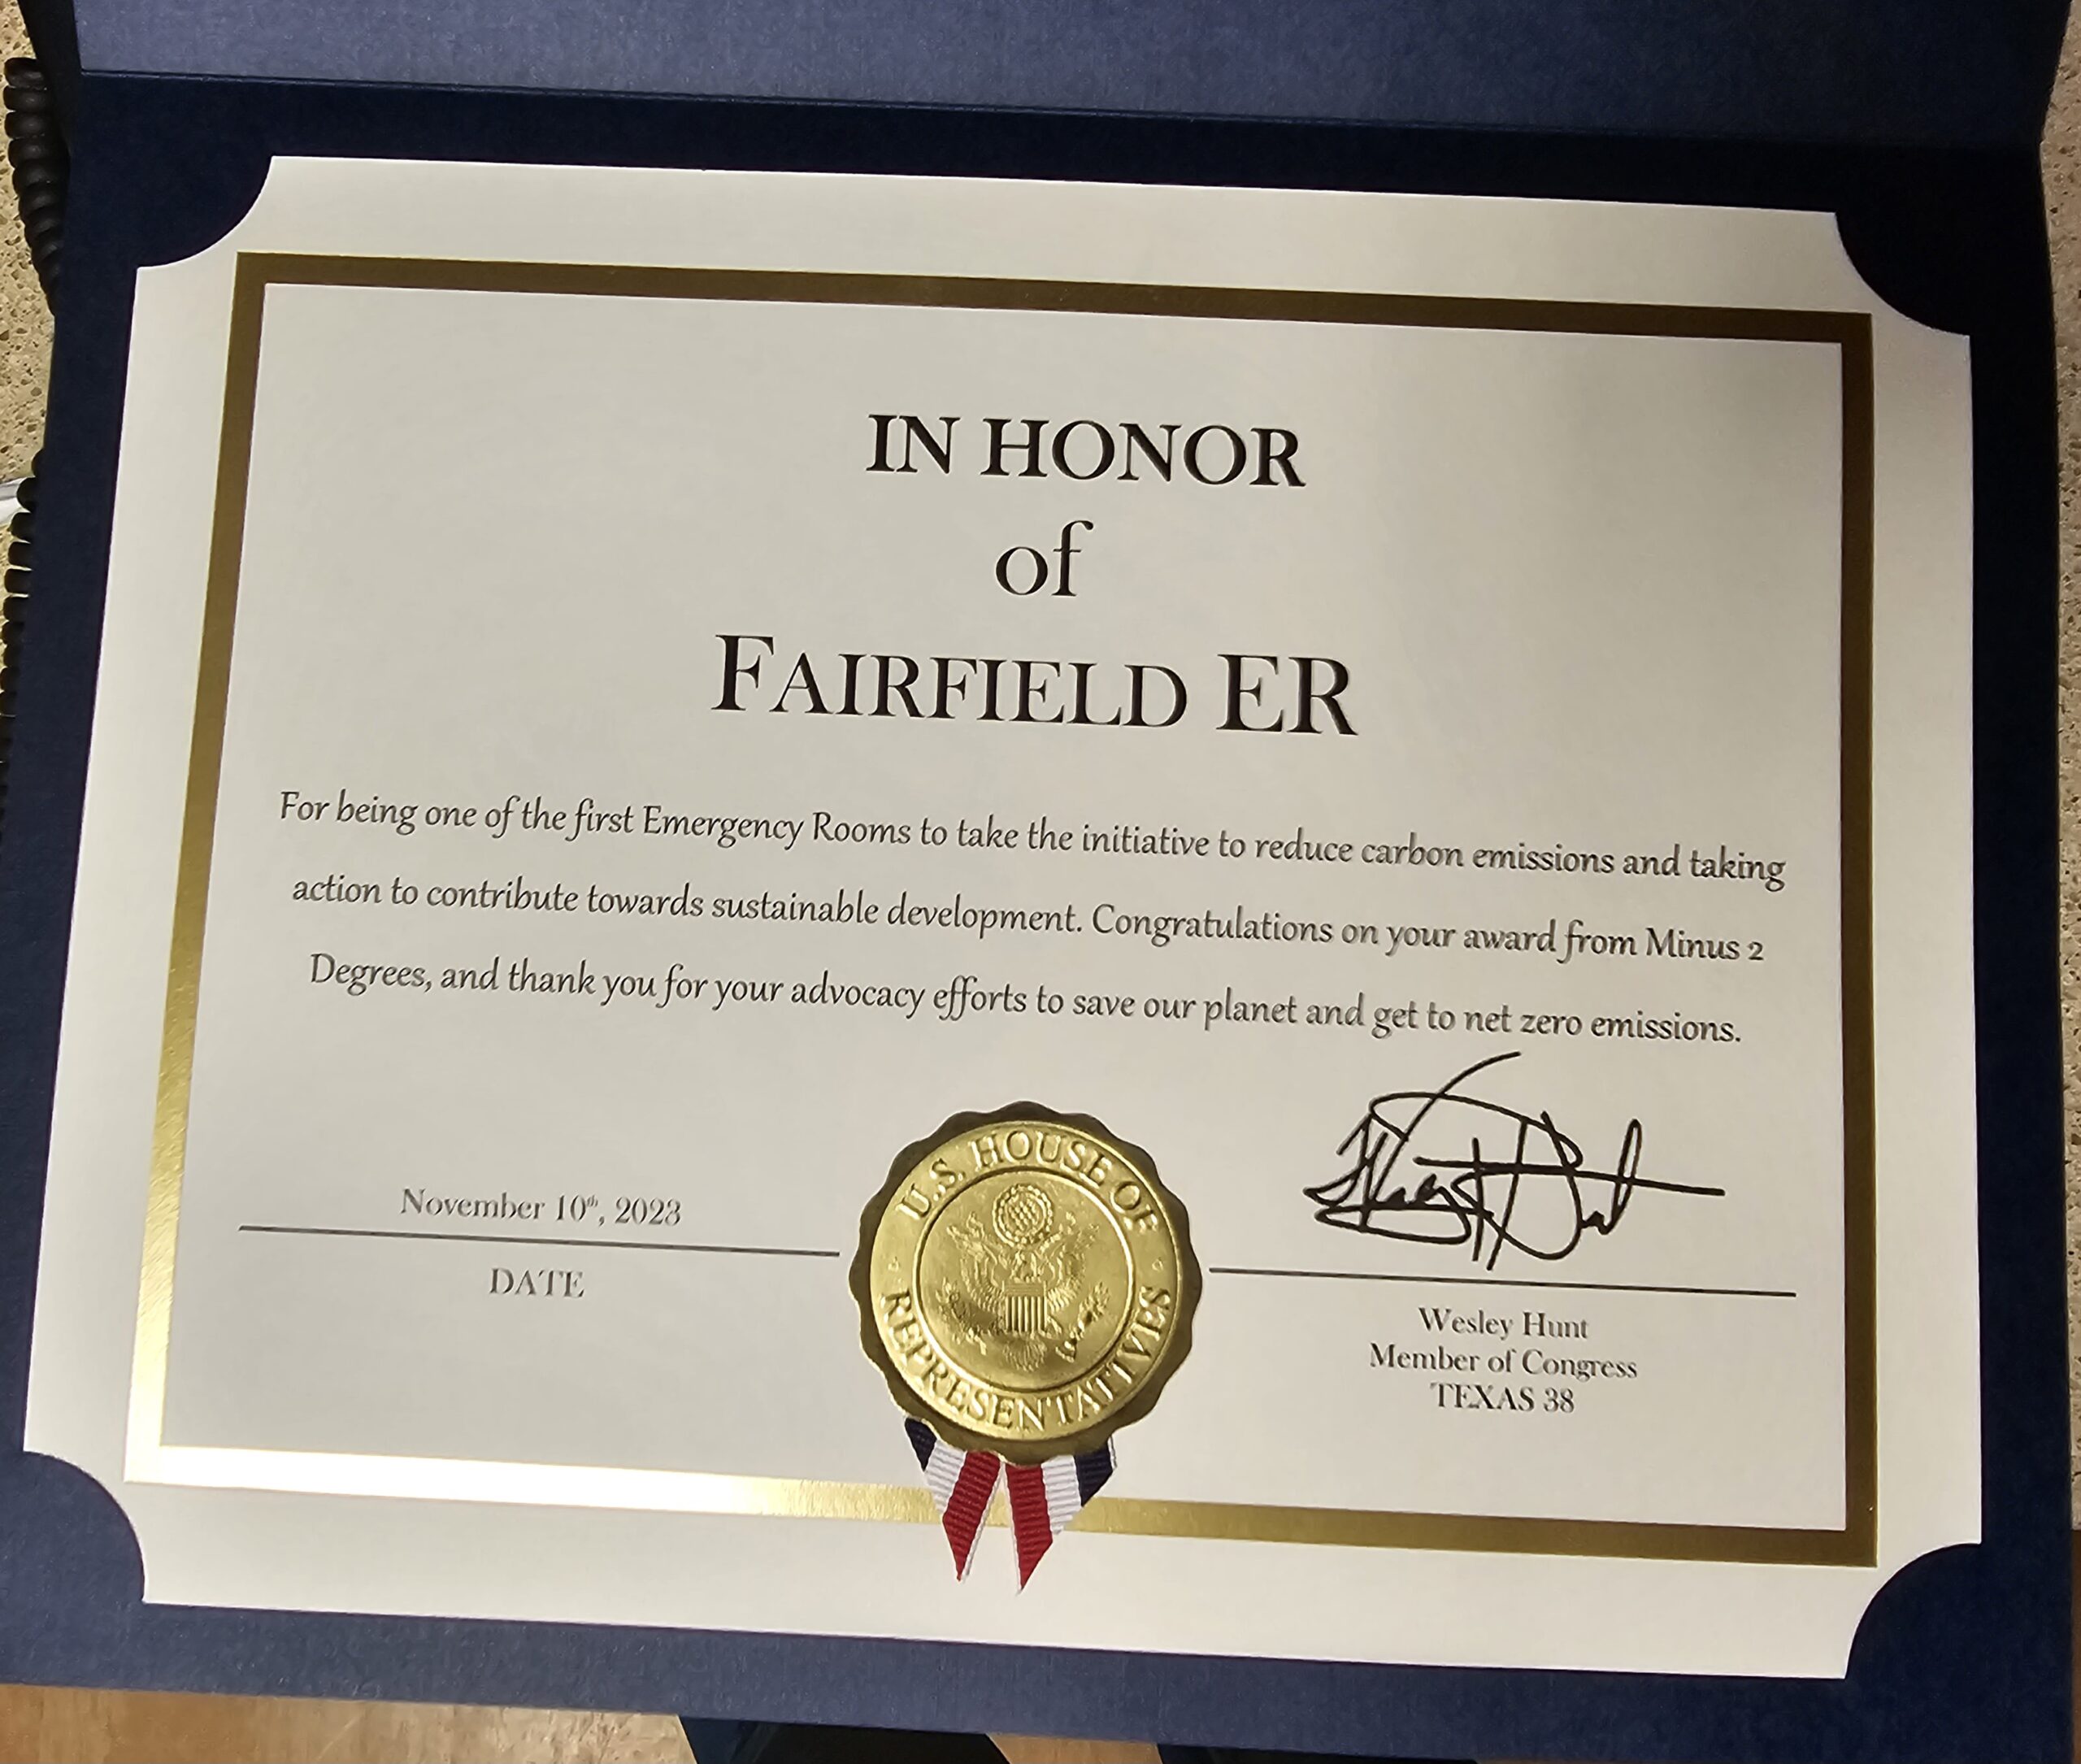 IN HONOR
of
FAIRFIELD ER
For being one of the first Emergency Rooms to take the initiative to reduce carbon emissions and taking
action to contribute towards sustainable development. Congratulations on your award from Minus 2
Degrees, and thank you for your advocacy efforts to save our planet and get to net zero emissions.
November 10th, 2023
DATE
U.S. HOUSE OF
REPRESENTATIVES
Wesley Hunt
Member of Congress
TEXAS 38